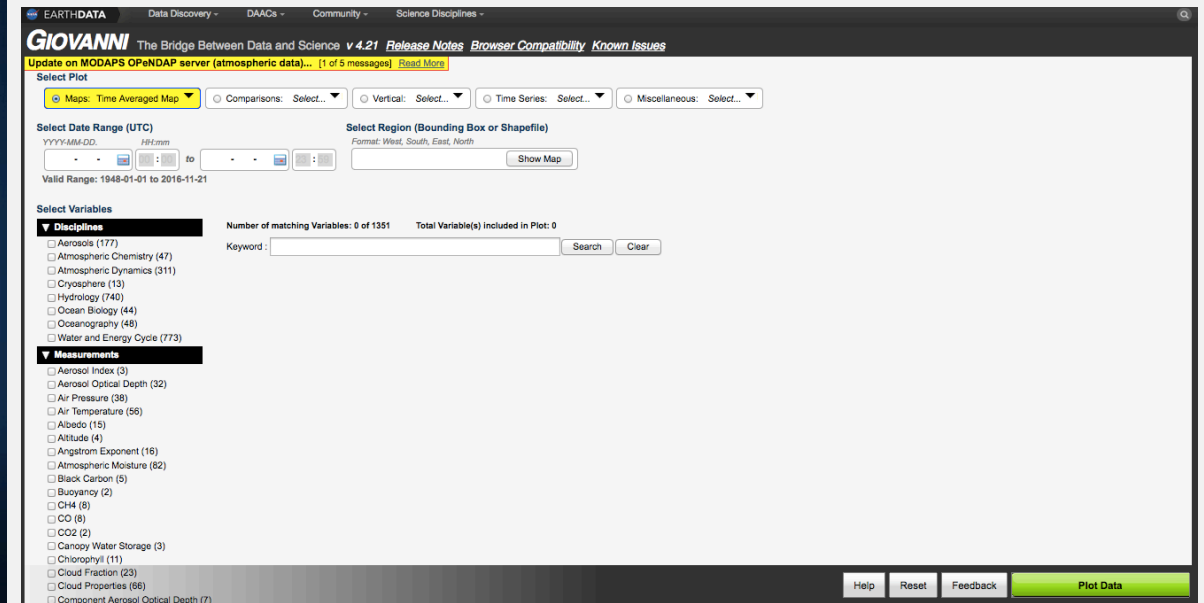 EARTHDATA Data Discovery - DAACs - Community - Science Disciplines -
GIOVANNI The Bridge Between Data and Science v 4.21 Release Notes Browser Compatibility Known Issues
Update on MODAPS OPeNDAP server (atmospheric data)... [1 of 5 messages] Read More
Select Plot
Maps: Time Averaged Map Comparisons: Select... Vertical: Select... Time Series: Select... Miscellaneous: Select...
Select Date Range (UTC) Select Region (Bounding Box or Shapefile)
YYYY-MM-DD. HH:mm Format: West, South, East, North
- - : to - - : Show Map
Valid Range: 1948-01-01 to 2016-11-21
Select Variables
Disciplines Number of matching Variables: 0 of 1351 Total Variable(s) included in Plot: 0
Keyword : Search Clear
Aerosols (177)
Atmospheric Chemistry (47)
Atmospheric Dynamics (311)
Cryosphere (13)
Hydrology (740)
Ocean Biology (44)
Oceanography (48)
Water and Energy Cycle (773)
Measurements
Aerosol Index (3)
Aerosol Optical Depth (32)
Air Pressure (38)
Air Temperature (56)
Albedo (15)
Altitude (4)
Angstrom Exponent (16)
Atmospheric Moisture (82)
Black Carbon (5)
Buoyancy (2)
CH4 (8)
CO (8)
CO2 (2)
Canopy Water Storage (3)
Chlorophyll (11)
Cloud Fraction (23)
Cloud Properties (66)
Component Aerosol Optical Depth (7)
Help Reset Feedback Plot Data